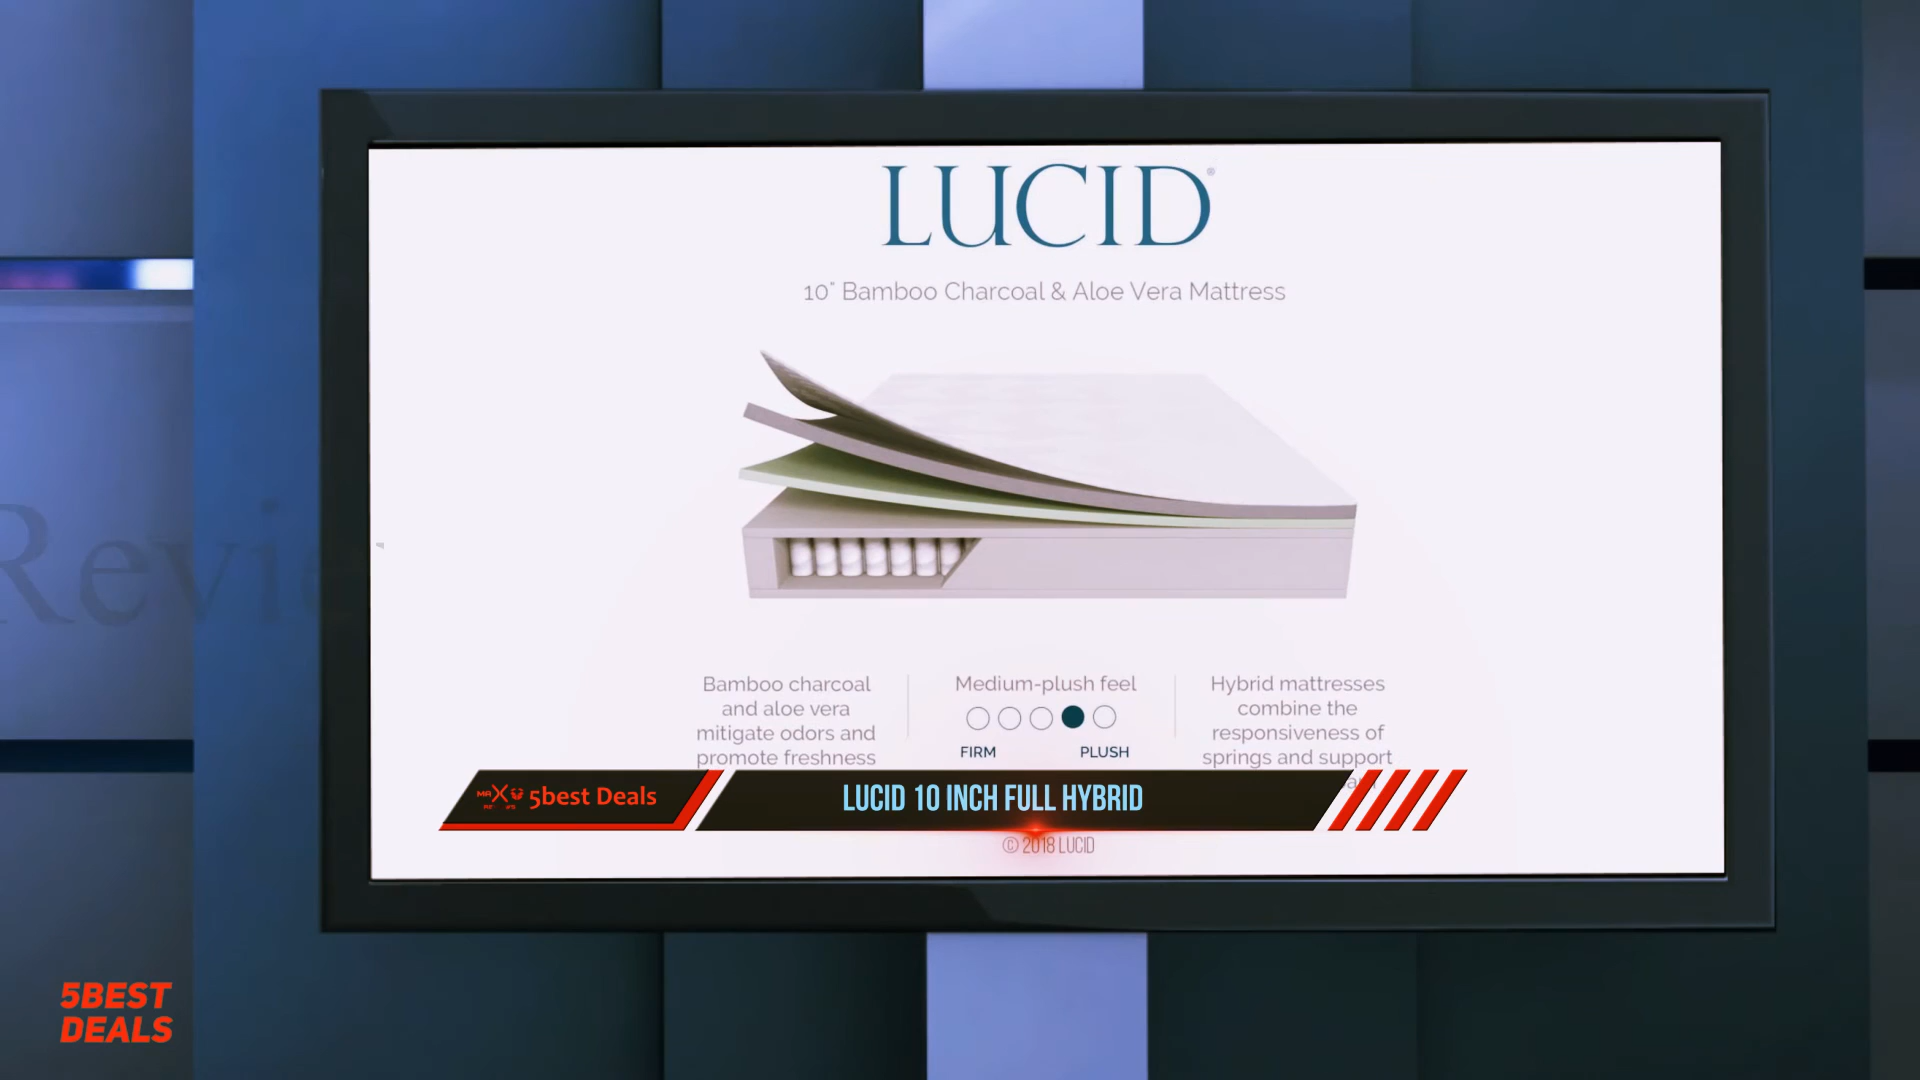 LUCID®
10" Bamboo Charcoal & Aloe Vera Mattress
Bamboo charcoal
and aloe vera
mitigate odors and
promote freshness
Medium-plush feel
FIRM PLUSH
Hybrid mattresses
combine the
responsiveness of
springs and support
5best Deals
LUCID 10 INCH FULL HYBRID
© 2018 LUCID
5BEST
DEALS